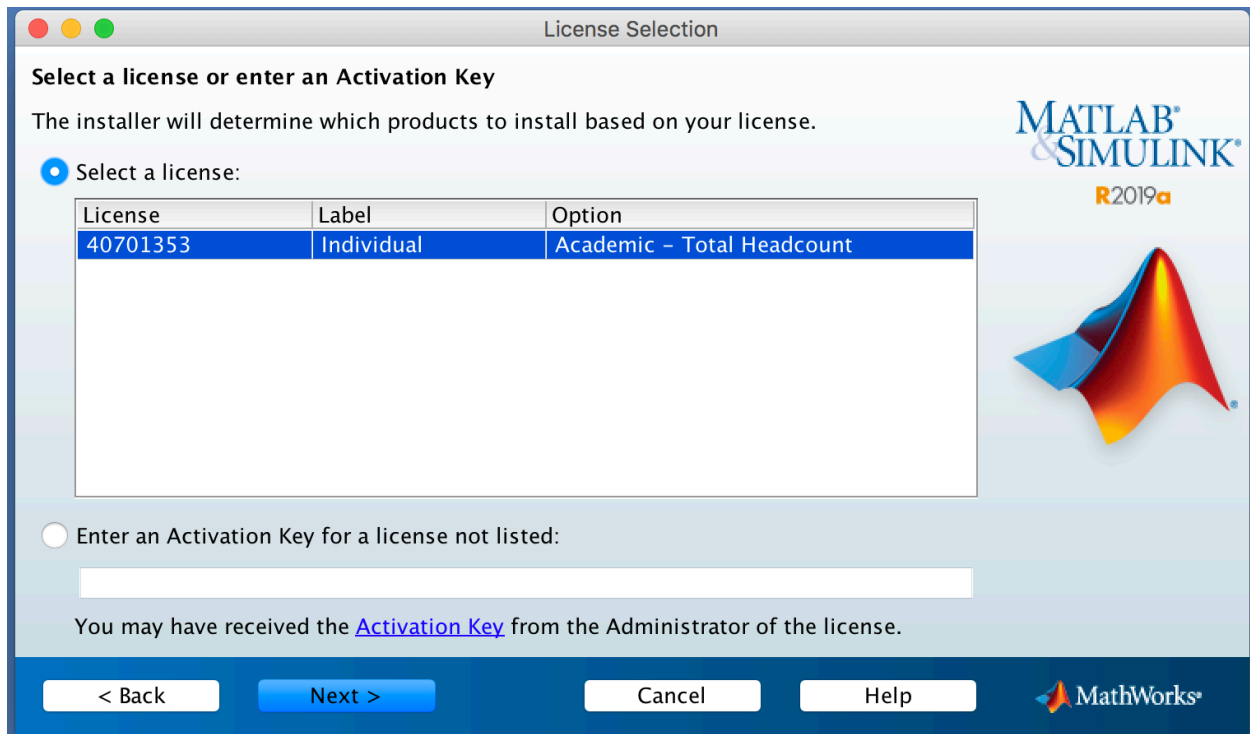 License Selection
Select a license or enter an Activation Key
The installer will determine which products to install based on your license.
MATLAB®
&SIMULINK®
R2019a
Select a license:
License Label Option
40701353 Individual Academic – Total Headcount
Enter an Activation Key for a license not listed:
You may have received the Activation Key from the Administrator of the license.
< Back Next > Cancel Help MathWorks®